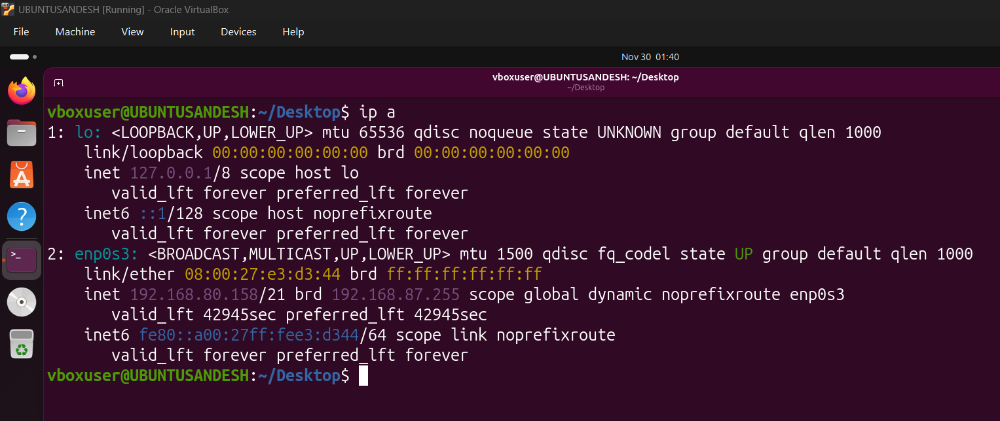 UBUNTUSANDESH [Running] - Oracle VirtualBox
File Machine View Input Devices Help
Nov 30 01:40
vboxuser@UBUNTUSANDESH: ~/Desktop
~/Desktop
vboxuser@UBUNTUSANDESH:~/Desktop$ ip a
1: lo: <LOOPBACK,UP,LOWER_UP> mtu 65536 qdisc noqueue state UNKNOWN group default qlen 1000
    link/loopback 00:00:00:00:00:00 brd 00:00:00:00:00:00
    inet 127.0.0.1/8 scope host lo
       valid_lft forever preferred_lft forever
    inet6 ::1/128 scope host noprefixroute
       valid_lft forever preferred_lft forever
2: enp0s3: <BROADCAST,MULTICAST,UP,LOWER_UP> mtu 1500 qdisc fq_codel state UP group default qlen 1000
    link/ether 08:00:27:e3:d3:44 brd ff:ff:ff:ff:ff:ff
    inet 192.168.80.158/21 brd 192.168.87.255 scope global dynamic noprefixroute enp0s3
       valid_lft 42945sec preferred_lft 42945sec
    inet6 fe80::a00:27ff:fee3:d344/64 scope link noprefixroute
       valid_lft forever preferred_lft forever
vboxuser@UBUNTUSANDESH:~/Desktop$